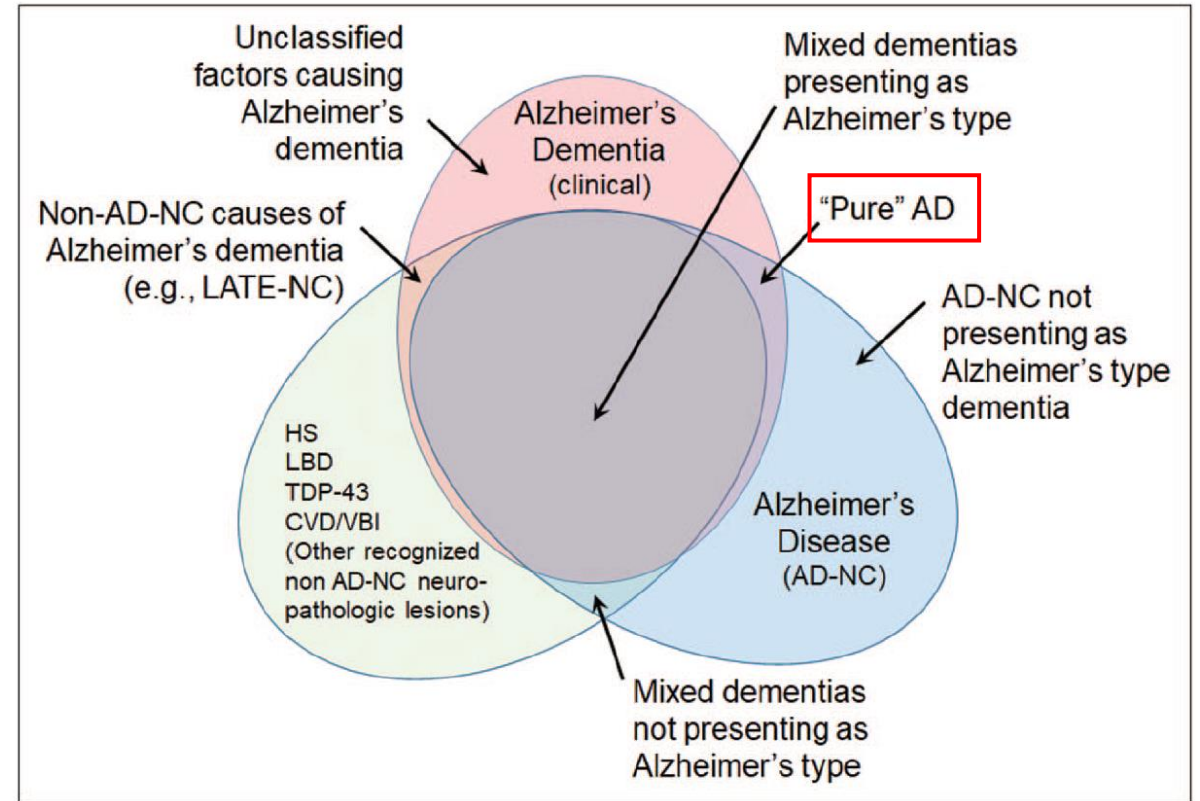 Unclassified
factors causing
Alzheimer's
dementia
Mixed dementias
presenting as
Alzheimer's type
Alzheimer's
Dementia
(clinical)
"Pure" AD
Non-AD-NC causes of
Alzheimer's dementia
(e.g., LATE-NC)
AD-NC not
presenting as
Alzheimer's type
dementia
HS
LBD
TDP-43
CVD/VBI
(Other recognized
non AD-NC neuro-
pathologic lesions)
Alzheimer's
Disease
(AD-NC)
Mixed dementias
not presenting as
Alzheimer's type